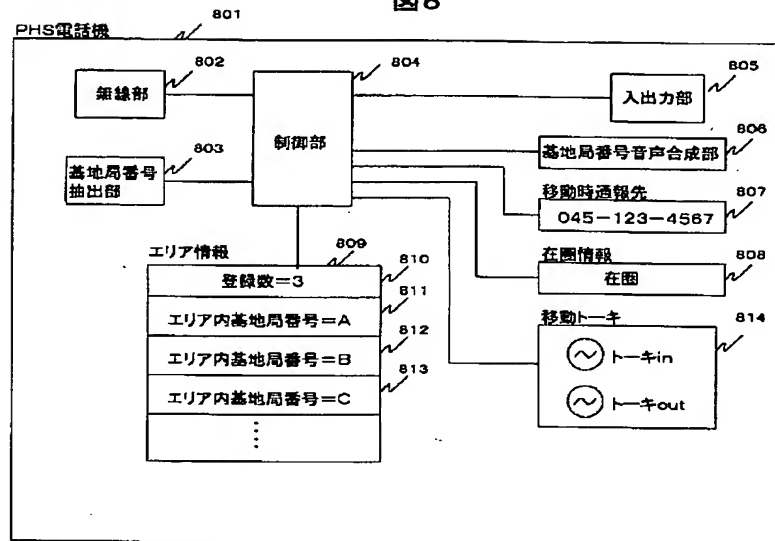 図8
PHS電話機
801
802
無線部
803
基地局番号
抽出部
804
制御部
805
入出力部
806
基地局番号音声合成部
移動時通報先
807
045-123-4567
在圏情報
808
在圏
エリア情報
809
810
登録数=3
811
エリア内基地局番号=A
812
エリア内基地局番号=B
813
エリア内基地局番号=C
移動トーキ
814
トーキin
トーキout